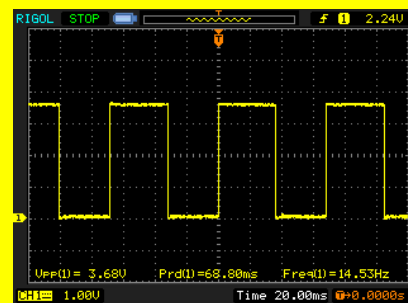 RIGOL STOP T f 1 2.24V
T
1
Vpp(1)= 3.68V Prd(1)=68.80ms Freq(1)=14.53Hz
CH1 1.00V Time 20.00ms T→0.0000s